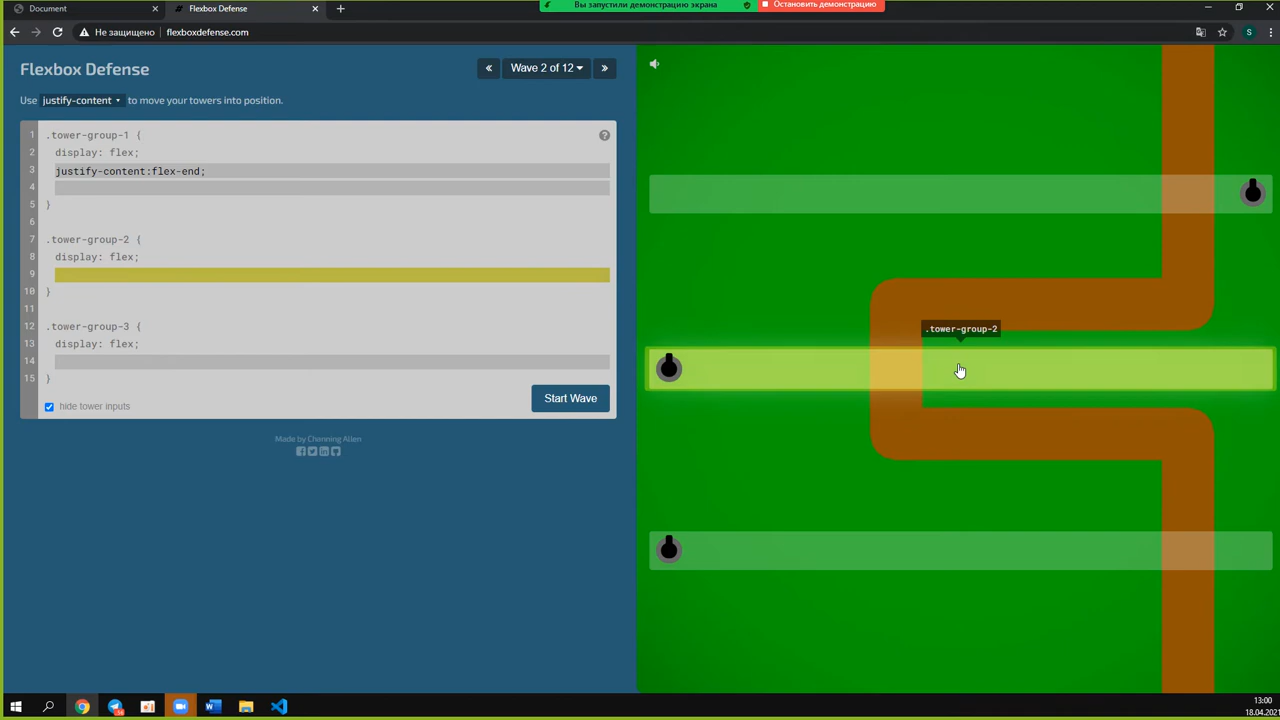 Document
Flexbox Defense
Вы запустили демонстрацию экрана
Остановить демонстрацию
Не защищено
flexboxdefense.com
S
Flexbox Defense
Wave 2 of 12
Use justify-content to move your towers into position.
1 .tower-group-1 {
2 display: flex;
3 justify-content:flex-end;
4
5 }
6
7 .tower-group-2 {
8 display: flex;
9
10 }
11
12 .tower-group-3 {
13 display: flex;
14
15 }
hide tower inputs
Start Wave
Made by Channing Allen
.tower-group-2
13:00
18.04.2021